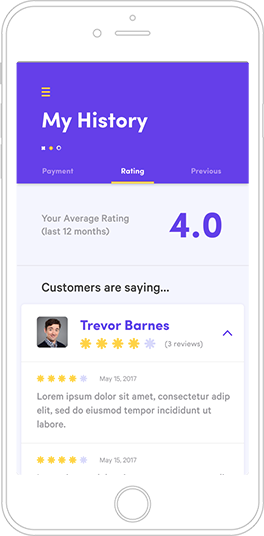 My History
Payment Rating Previous
Your Average Rating
(last 12 months)
4.0
Customers are saying...
Trevor Barnes
(3 reviews)
May 15, 2017
Lorem ipsum dolor sit amet, consectetur adip
elit, sed do eiusmod tempor incididunt ut
labore.
May 15, 2017